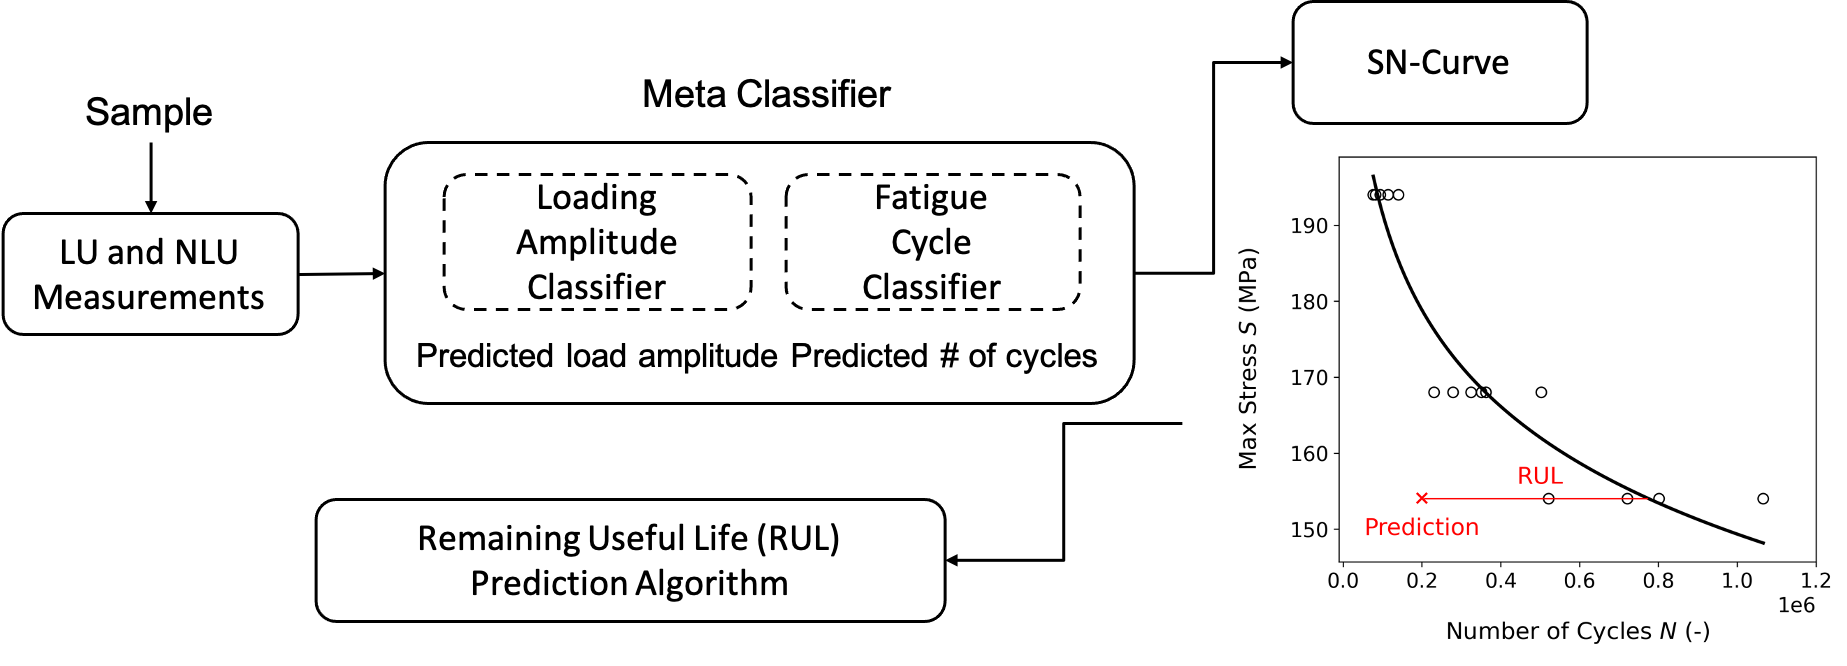 Sample
LU and NLU
Measurements
Meta Classifier
Loading
Amplitude
Classifier
Fatigue
Cycle
Classifier
Predicted load amplitude
Predicted # of cycles
SN-Curve
Max Stress S (MPa)
190
180
170
160
150
RUL
Prediction
0.0
0.2
0.4
0.6
0.8
1.0
1.2
1e6
Number of Cycles N (-)
Remaining Useful Life (RUL)
Prediction Algorithm